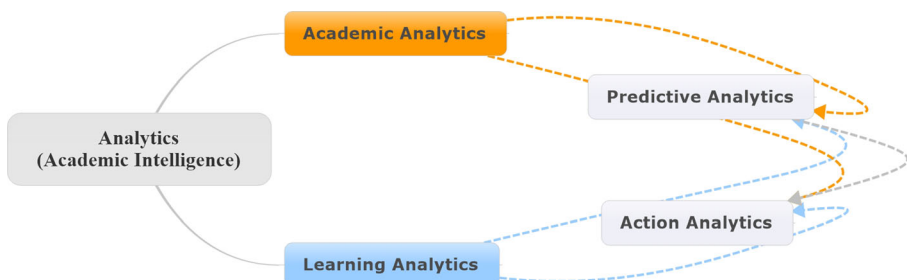 Academic Analytics
Predictive Analytics
Analytics
(Academic Intelligence)
Action Analytics
Learning Analytics